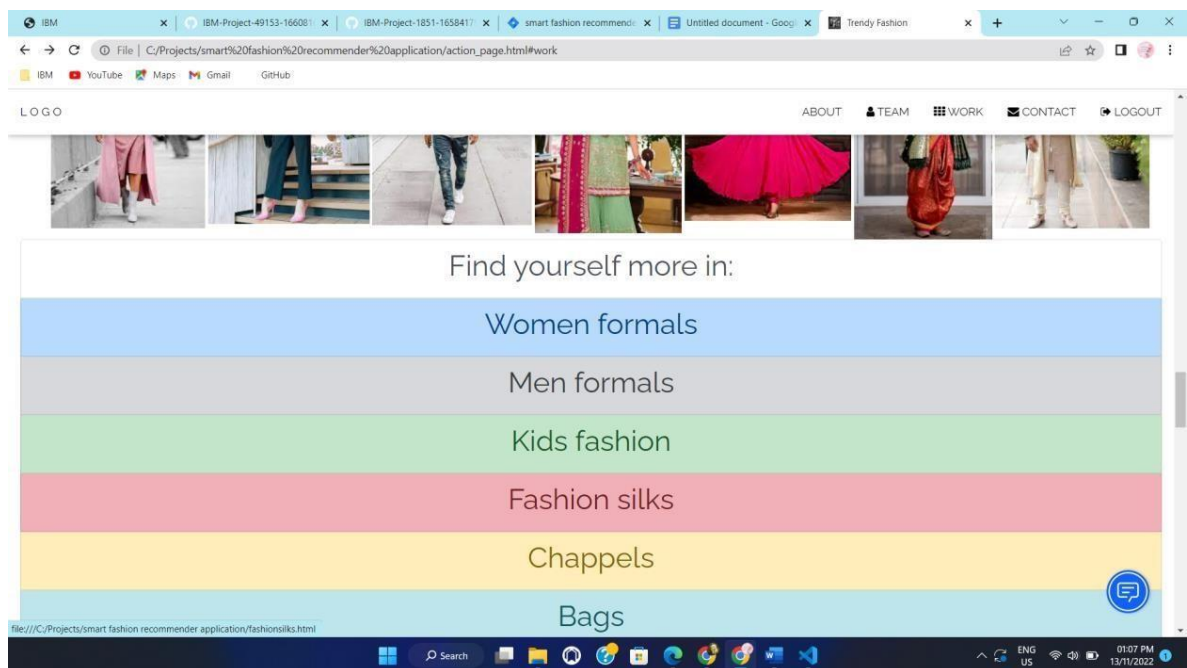 IBM
IBM-Project-49153-166081
IBM-Project-1851-1658417
smart fashion recommende
Untitled document - Googl
Trendy Fashion
File | C:/Projects/smart%20fashion%20recommender%20application/action_page.html#work
IBM YouTube Maps Gmail GitHub
LOGO ABOUT TEAM WORK CONTACT LOGOUT
Find yourself more in:
Women formals
Men formals
Kids fashion
Fashion silks
Chappels
Bags
file:///C:/Projects/smart fashion recommender application/fashionsilks.html
Search
ENG
US
01:07 PM
13/11/2022
1